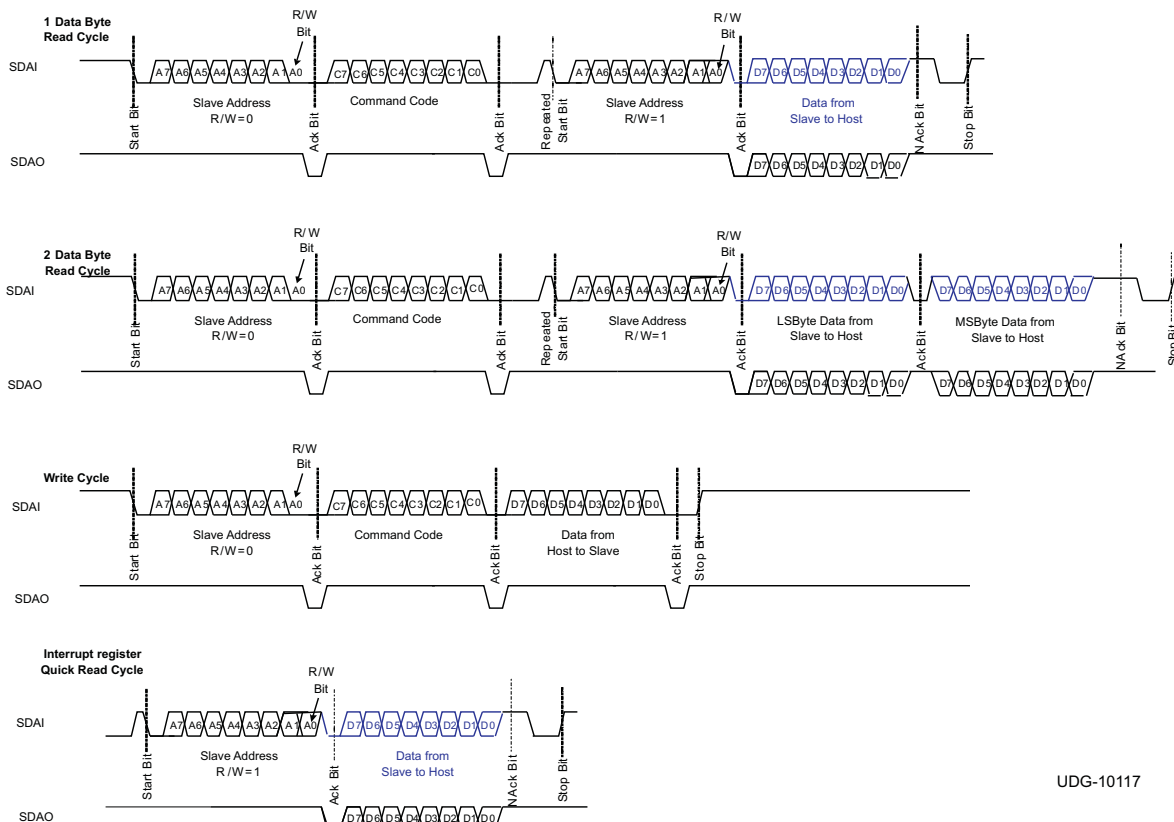 1 Data Byte
Read Cycle
R/W
Bit
R/W
Bit
SDAI
A7 A6 A5 A4 A3 A2 A1 A0
C7 C6 C5 C4 C3 C2 C1 C0
A7 A6 A5 A4 A3 A2 A1 A0
D7 D6 D5 D4 D3 D2 D1 D0
Start Bit
Slave Address
R/W=0
Ack Bit
Command Code
Ack Bit
Repeated
Start Bit
Slave Address
R/W=1
Ack Bit
Data from
Slave to Host
NAck Bit
Stop Bit
SDAO
D7 D6 D5 D4 D3 D2 D1 D0
2 Data Byte
Read Cycle
R/W
Bit
R/W
Bit
SDAI
A7 A6 A5 A4 A3 A2 A1 A0
C7 C6 C5 C4 C3 C2 C1 C0
A7 A6 A5 A4 A3 A2 A1 A0
D7 D6 D5 D4 D3 D2 D1 D0
D7 D6 D5 D4 D3 D2 D1 D0
Start Bit
Slave Address
R/W=0
Ack Bit
Command Code
Ack Bit
Repeated
Start Bit
Slave Address
R/W=1
Ack Bit
LSByte Data from
Slave to Host
Ack Bit
MSByte Data from
Slave to Host
NAck Bit
Stop Bit
SDAO
D7 D6 D5 D4 D3 D2 D1 D0
D7 D6 D5 D4 D3 D2 D1 D0
Write Cycle
R/W
Bit
SDAI
A7 A6 A5 A4 A3 A2 A1 A0
C7 C6 C5 C4 C3 C2 C1 C0
D7 D6 D5 D4 D3 D2 D1 D0
Start Bit
Slave Address
R/W=0
Ack Bit
Command Code
Ack Bit
Data from
Host to Slave
Ack Bit
Stop Bit
SDAO
Interrupt register
Quick Read Cycle
R/W
Bit
SDAI
A7 A6 A5 A4 A3 A2 A1 A0
D7 D6 D5 D4 D3 D2 D1 D0
Start Bit
Slave Address
R/W=1
Ack Bit
Data from
Slave to Host
NAck Bit
Stop Bit
SDAO
D7 D6 D5 D4 D3 D2 D1 D0
UDG-10117